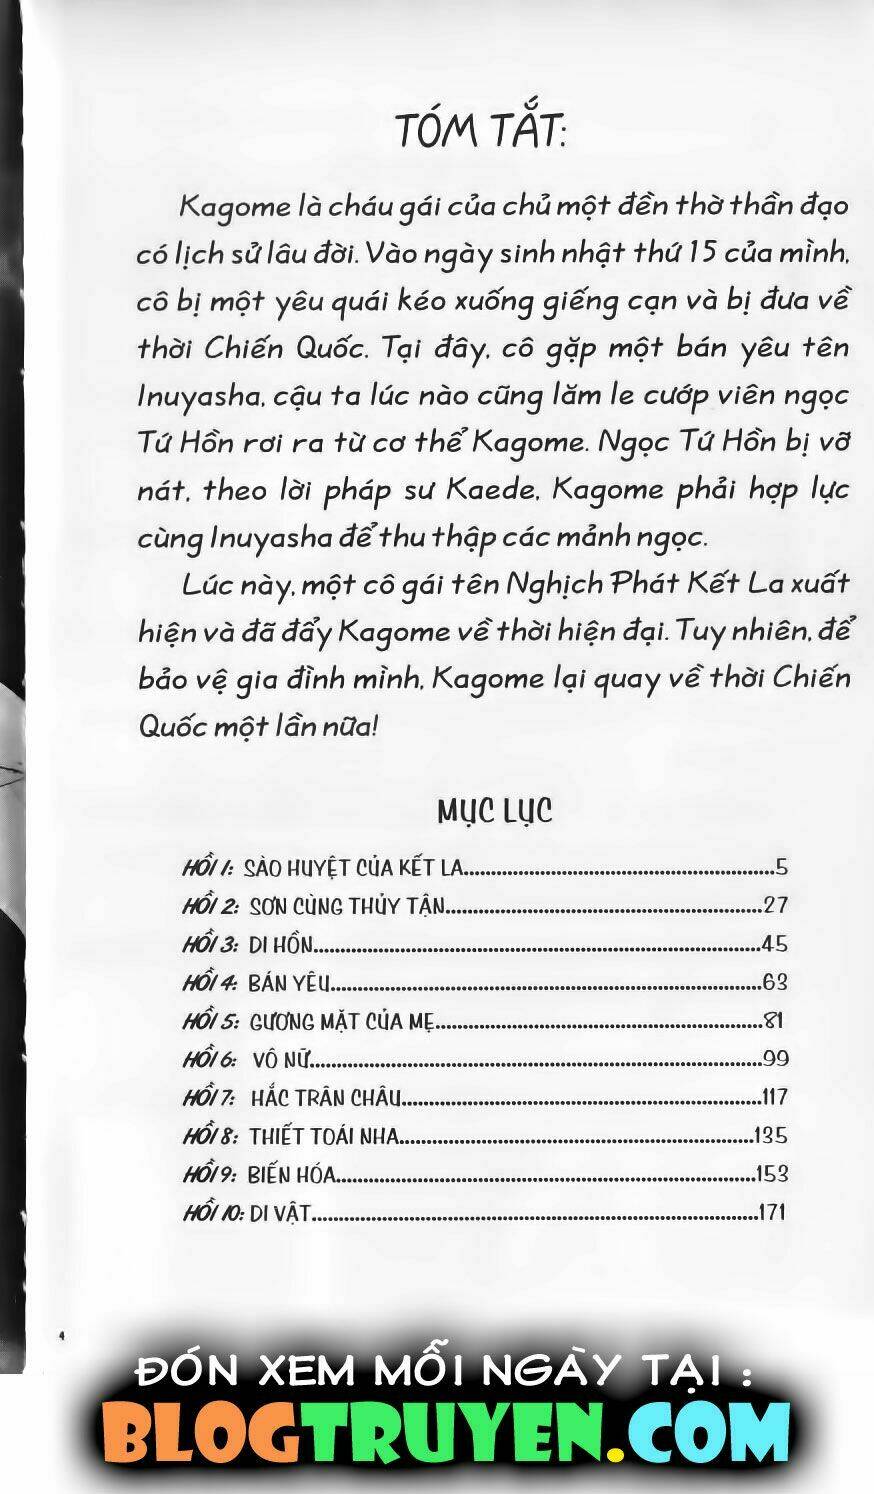 TÓM TẮT:
Kagome là cháu gái của chủ một đền thờ thần đạo
có lịch sử lâu đời. Vào ngày sinh nhật thứ 15 của mình,
cô bị một yêu quái kéo xuống giếng cạn và bị đưa về
thời Chiến Quốc. Tại đây, cô gặp một bán yêu tên
Inuyasha, cậu ta lúc nào cũng lăm le cướp viên ngọc
Tứ Hồn rơi ra từ cơ thể Kagome. Ngọc Tứ Hồn bị vỡ
nát, theo lời pháp sư Kaede, Kagome phải hợp lực
cùng Inuyasha để thu thập các mảnh ngọc.
Lúc này, một cô gái tên Nghịch Phát Kết La xuất
hiện và đã đẩy Kagome về thời hiện đại. Tuy nhiên, để
bảo vệ gia đình mình, Kagome lại quay về thời Chiến
Quốc một lần nữa!
MỤC LỤC
HỒI 1: SÀO HUYỆT CỦA KẾT LA..........5
HỒI 2: SƠN CÙNG THỦY TẬN..........27
HỒI 3: DI HỒN..........45
HỒI 4: BÁN YÊU..........63
HỒI 5: GƯƠNG MẶT CỦA MẸ..........81
HỒI 6: VÔ NỮ..........99
HỒI 7: HẮC TRÂN CHÂU..........117
HỒI 8: THIẾT TOÁI NHA..........135
HỒI 9: BIẾN HÓA..........153
HỒI 10: DI VẬT..........171
4
ĐÓN XEM MỖI NGÀY TẠI :
BLOGTRUYEN.COM